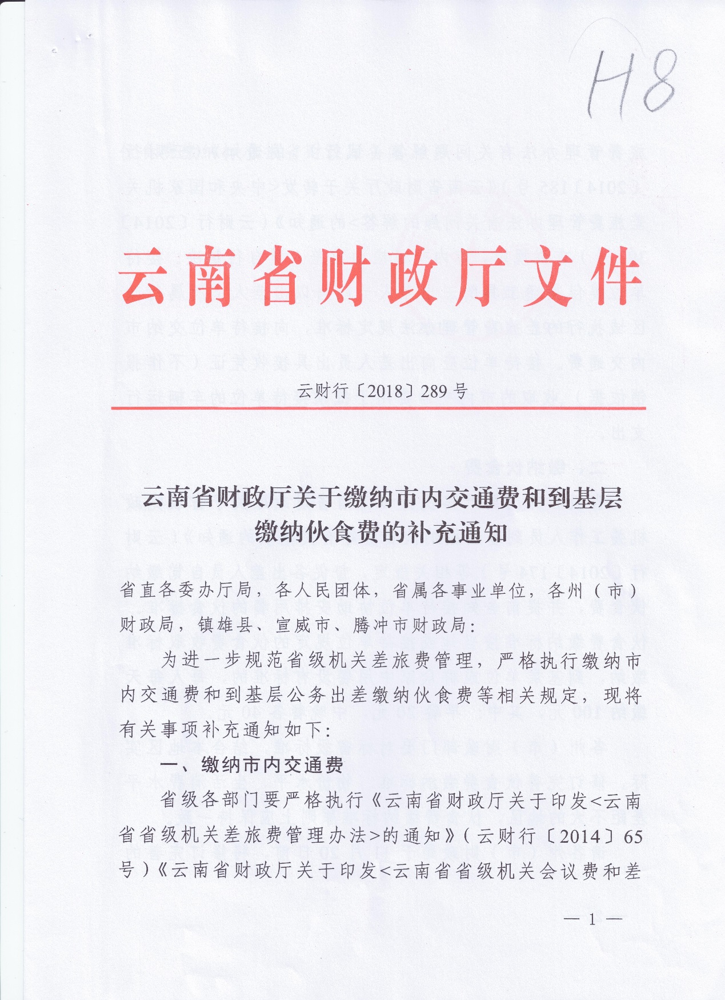 H8
云南省财政厅文件
云财行〔2018〕289号
云南省财政厅关于缴纳市内交通费和到基层
缴纳伙食费的补充通知
省直各委办厅局，各人民团体，省属各事业单位，各州（市）
财政局，镇雄县、宣威市、腾冲市财政局：
为进一步规范省级机关差旅费管理，严格执行缴纳市
内交通费和到基层公务出差缴纳伙食费等相关规定，现将
有关事项补充通知如下：
一、缴纳市内交通费
省级各部门要严格执行《云南省财政厅关于印发<云南
省省级机关差旅费管理办法>的通知》（云财行〔2014〕65
号）《云南省财政厅关于印发<云南省省级机关会议费和差
— 1 —